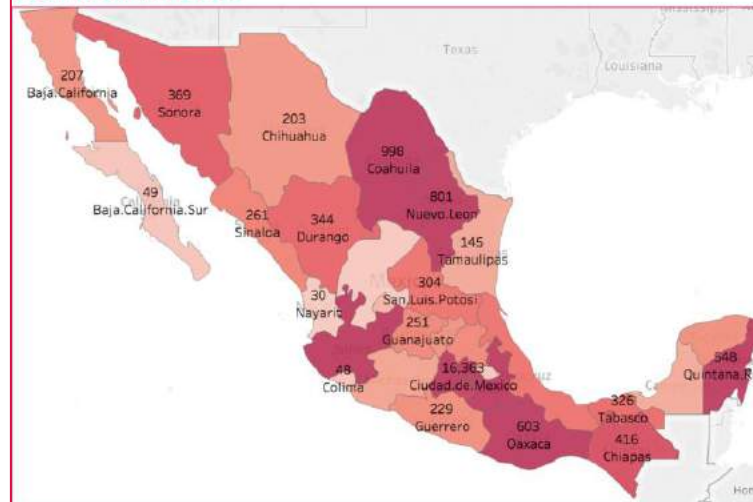 Texas
Louisiana
207
Baja.California
369
Sonora
203
Chihuahua
998
Coahuila
49
Baja.California.Sur
801
Nuevo.Leon
261
Sinaloa
344
Durango
145
Tamaulipas
304
San.Luis.Potosi
30
Nayarit
251
Guanajuato
48
Colima
16,363
Ciudad.de.Mexico
548
Quintana.R
326
Tabasco
229
Guerrero
603
Oaxaca
416
Chiapas
Hon